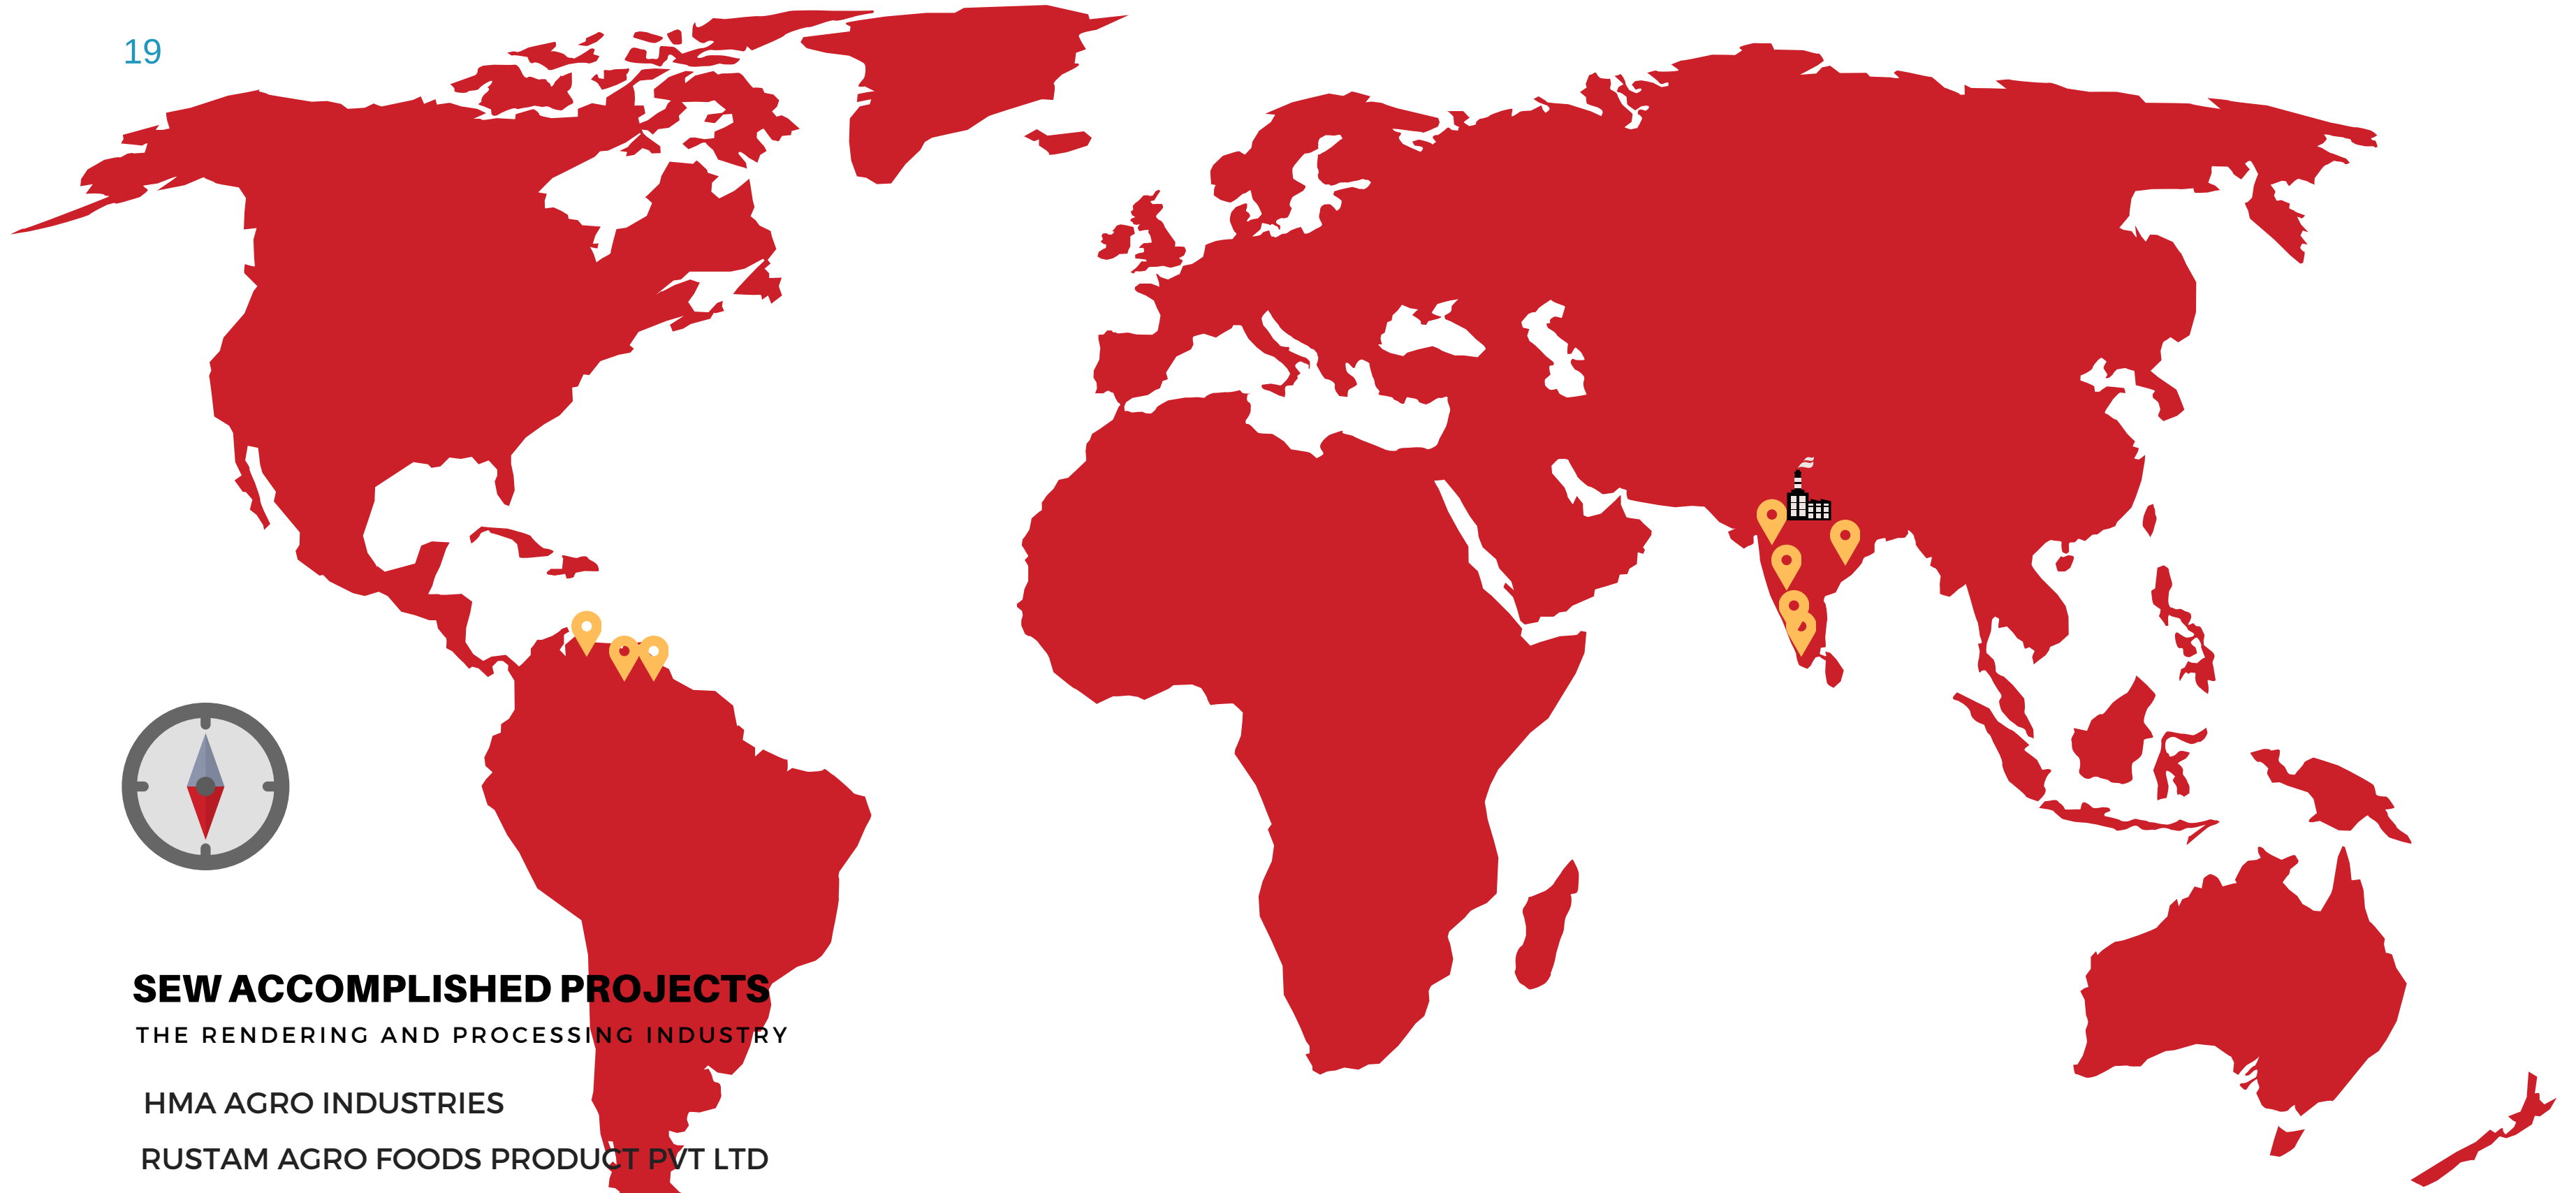 19
SEW ACCOMPLISHED PROJECTS
THE RENDERING AND PROCESSING INDUSTRY
HMA AGRO INDUSTRIES
RUSTAM AGRO FOODS PRODUCT PVT LTD